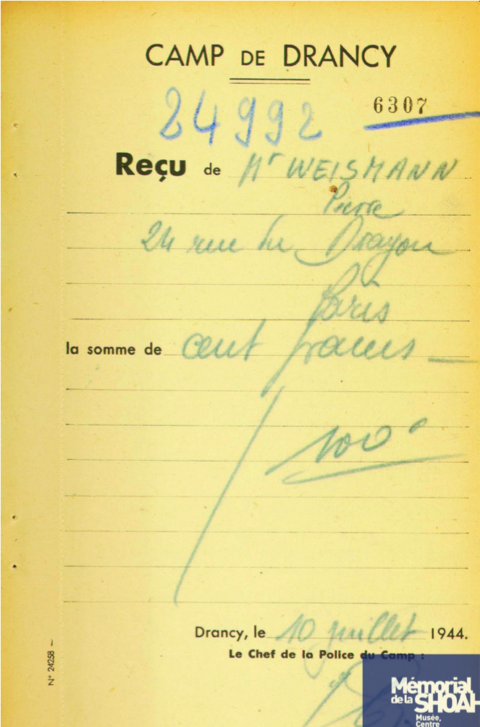 CAMP DE DRANCY
6307
24992
Reçu de Mr WEISMANN
Pierre
24 rue du Dragon
Paris
la somme de cent francs
100
Drancy, le 10 juillet 1944.
Le Chef de la Police du Camp :
N° 24258
Mémorial
de la SHOAH
Musée,
Centre